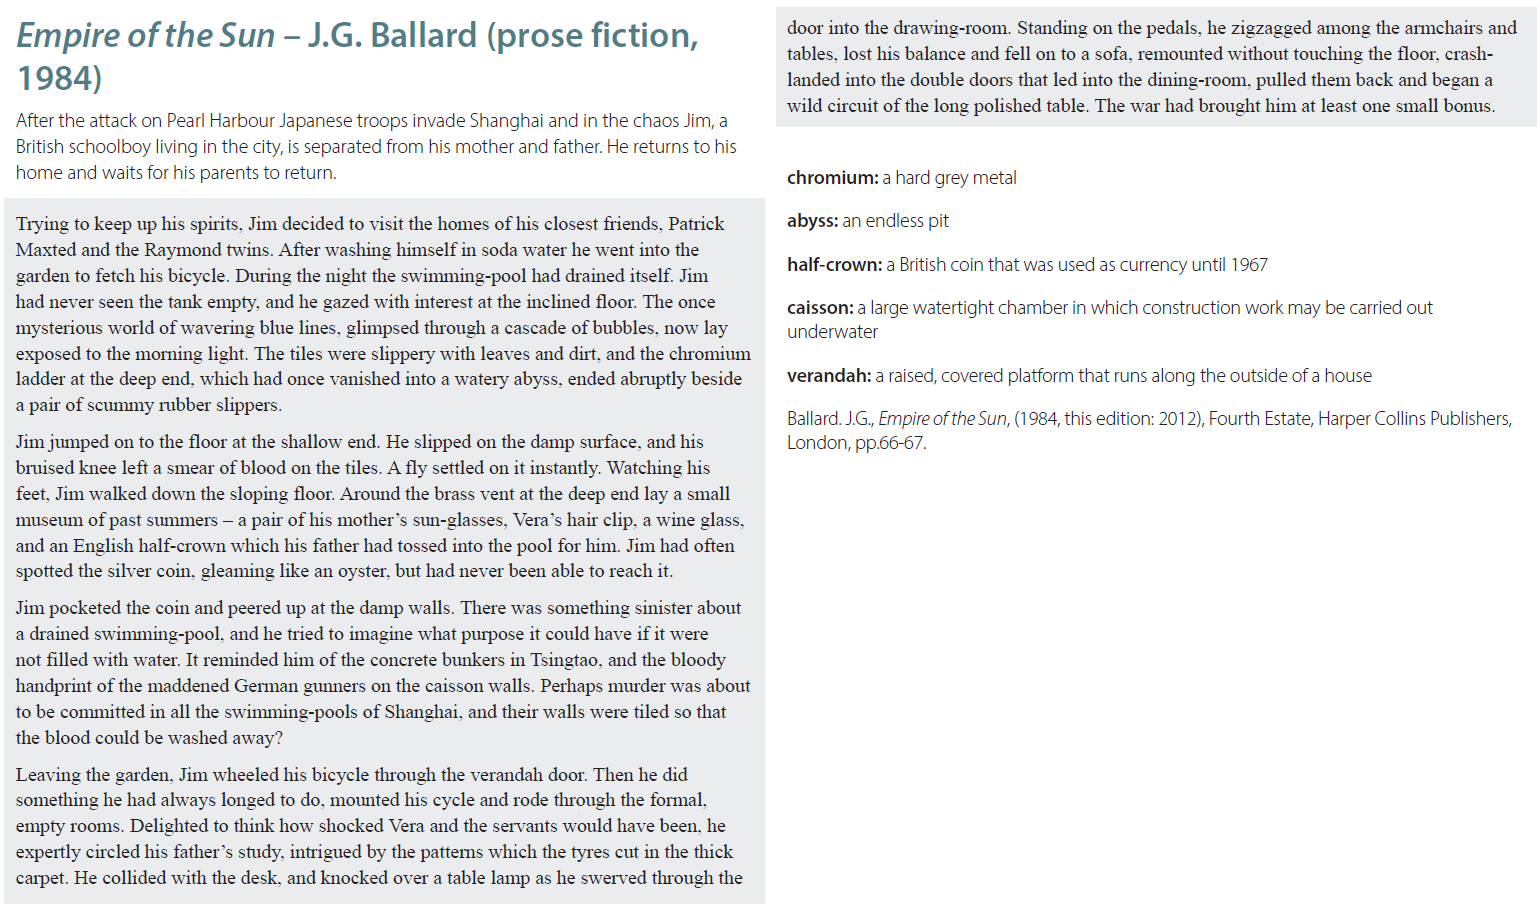 Empire of the Sun – J.G. Ballard (prose fiction,
1984)
After the attack on Pearl Harbour Japanese troops invade Shanghai and in the chaos Jim, a
British schoolboy living in the city, is separated from his mother and father. He returns to his
home and waits for his parents to return.
Trying to keep up his spirits, Jim decided to visit the homes of his closest friends, Patrick
Maxted and the Raymond twins. After washing himself in soda water he went into the
garden to fetch his bicycle. During the night the swimming-pool had drained itself. Jim
had never seen the tank empty, and he gazed with interest at the inclined floor. The once
mysterious world of wavering blue lines, glimpsed through a cascade of bubbles, now lay
exposed to the morning light. The tiles were slippery with leaves and dirt, and the chromium
ladder at the deep end, which had once vanished into a watery abyss, ended abruptly beside
a pair of scummy rubber slippers.
Jim jumped on to the floor at the shallow end. He slipped on the damp surface, and his
bruised knee left a smear of blood on the tiles. A fly settled on it instantly. Watching his
feet, Jim walked down the sloping floor. Around the brass vent at the deep end lay a small
museum of past summers – a pair of his mother's sun-glasses, Vera's hair clip, a wine glass,
and an English half-crown which his father had tossed into the pool for him. Jim had often
spotted the silver coin, gleaming like an oyster, but had never been able to reach it.
Jim pocketed the coin and peered up at the damp walls. There was something sinister about
a drained swimming-pool, and he tried to imagine what purpose it could have if it were
not filled with water. It reminded him of the concrete bunkers in Tsingtao, and the bloody
handprint of the maddened German gunners on the caisson walls. Perhaps murder was about
to be committed in all the swimming-pools of Shanghai, and their walls were tiled so that
the blood could be washed away?
Leaving the garden, Jim wheeled his bicycle through the verandah door. Then he did
something he had always longed to do, mounted his cycle and rode through the formal,
empty rooms. Delighted to think how shocked Vera and the servants would have been, he
expertly circled his father's study, intrigued by the patterns which the tyres cut in the thick
carpet. He collided with the desk, and knocked over a table lamp as he swerved through the
door into the drawing-room. Standing on the pedals, he zigzagged among the armchairs and
tables, lost his balance and fell on to a sofa, remounted without touching the floor, crash-
landed into the double doors that led into the dining-room, pulled them back and began a
wild circuit of the long polished table. The war had brought him at least one small bonus.
chromium: a hard grey metal
abyss: an endless pit
half-crown: a British coin that was used as currency until 1967
caisson: a large watertight chamber in which construction work may be carried out
underwater
verandah: a raised, covered platform that runs along the outside of a house
Ballard. J.G., Empire of the Sun, (1984, this edition: 2012), Fourth Estate, Harper Collins Publishers,
London, pp.66-67.